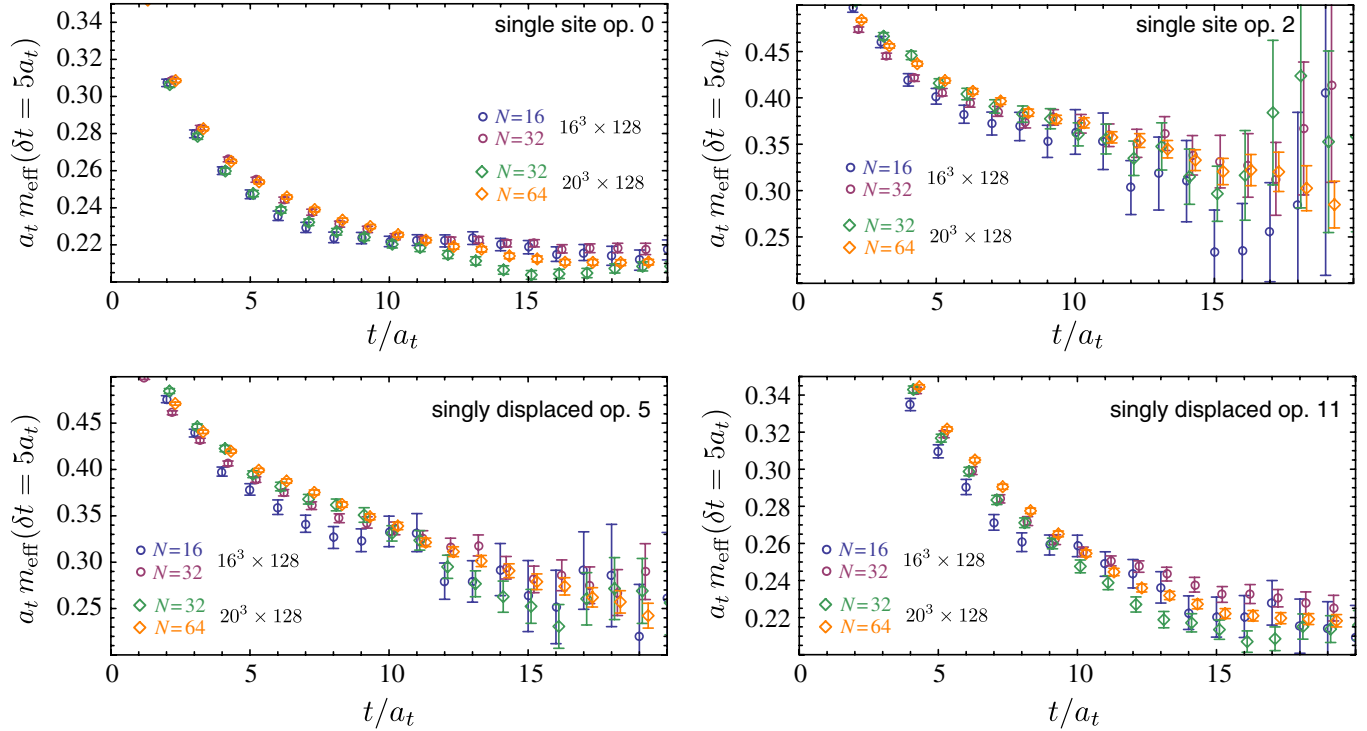 single site op. 0
a_t m_eff(δt = 5a_t)
0.34
0.30
0.28
0.26
0.24
0.22
N=16
N=32
16³ × 128
N=32
N=64
20³ × 128
0 5 10 15 20
t/a_t
single site op. 2
a_t m_eff(δt = 5a_t)
0.45
0.40
0.35
0.30
0.25
N=16
N=32
16³ × 128
N=32
N=64
20³ × 128
0 5 10 15 20
t/a_t
singly displaced op. 5
a_t m_eff(δt = 5a_t)
0.45
0.40
0.35
0.30
0.25
N=16
N=32
16³ × 128
N=32
N=64
20³ × 128
0 5 10 15 20
t/a_t
singly displaced op. 11
a_t m_eff(δt = 5a_t)
0.34
0.32
0.30
0.28
0.26
0.24
0.22
N=16
N=32
16³ × 128
N=32
N=64
20³ × 128
0 5 10 15 20
t/a_t